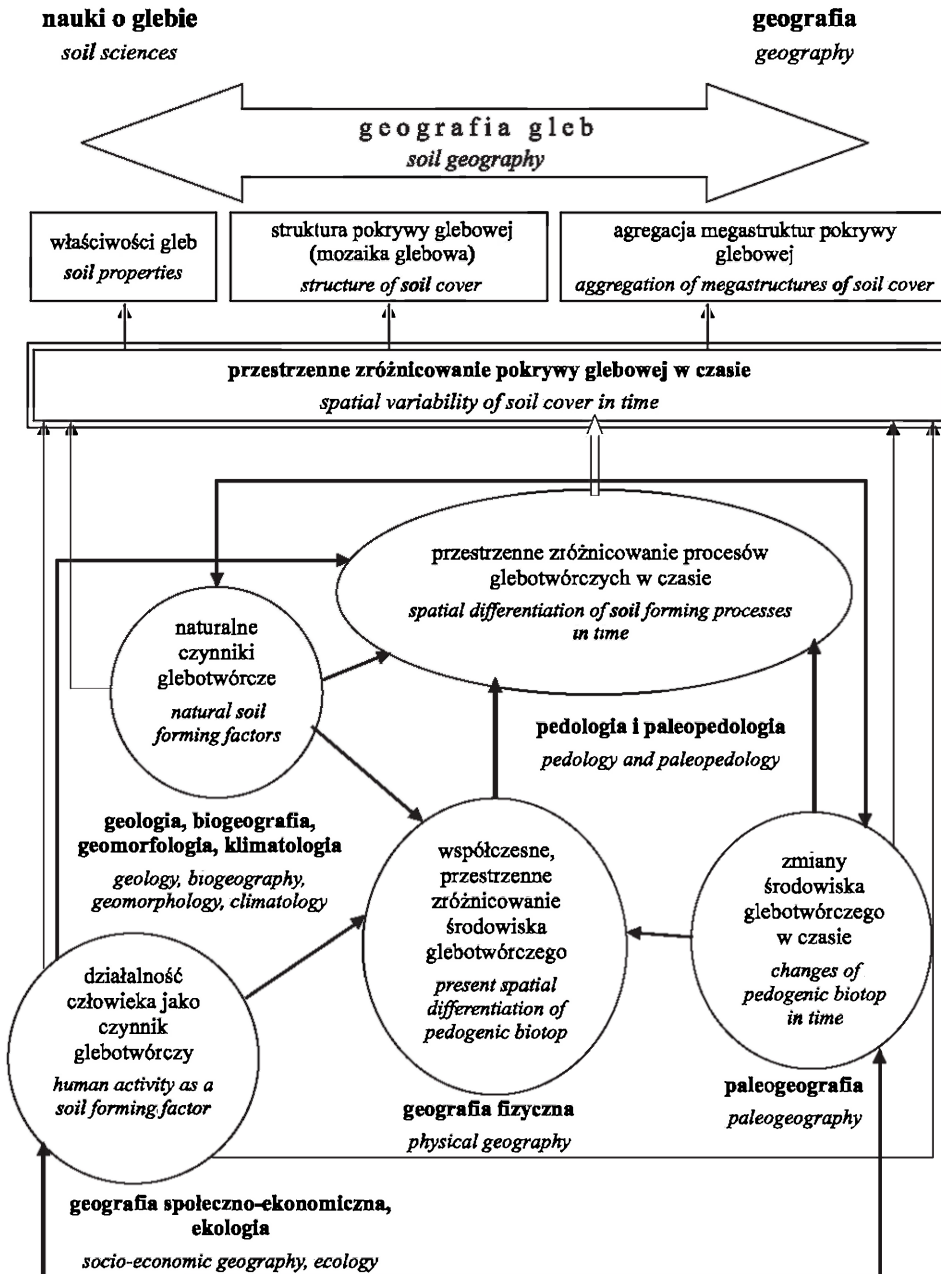 nauki o glebie
soil sciences
geografia
geography
geografia gleb
soil geography
właściwości gleb
soil properties
struktura pokrywy glebowej
(mozaika glebowa)
structure of soil cover
agregacja megastruktur pokrywy
glebowej
aggregation of megastructures of soil cover
przestrzenne zróżnicowanie pokrywy glebowej w czasie
spatial variability of soil cover in time
przestrzenne zróżnicowanie procesów
glebotwórczych w czasie
spatial differentiation of soil forming processes
in time
naturalne
czynniki
glebotwórcze
natural soil
forming factors
pedologia i paleopedologia
pedology and paleopedology
geologia, biogeografia,
geomorfologia, klimatologia
geology, biogeography,
geomorphology, climatology
współczesne,
przestrzenne
zróżnicowanie
środowiska
glebotwórczego
present spatial
differentiation of
pedogenic biotop
zmiany
środowiska
glebotwórczego
w czasie
changes of
pedogenic biotop
in time
działalność
człowieka jako
czynnik
glebotwórczy
human activity as a
soil forming factor
geografia fizyczna
physical geography
paleogeografia
paleogeography
geografia społeczno-ekonomiczna,
ekologia
socio-economic geography, ecology